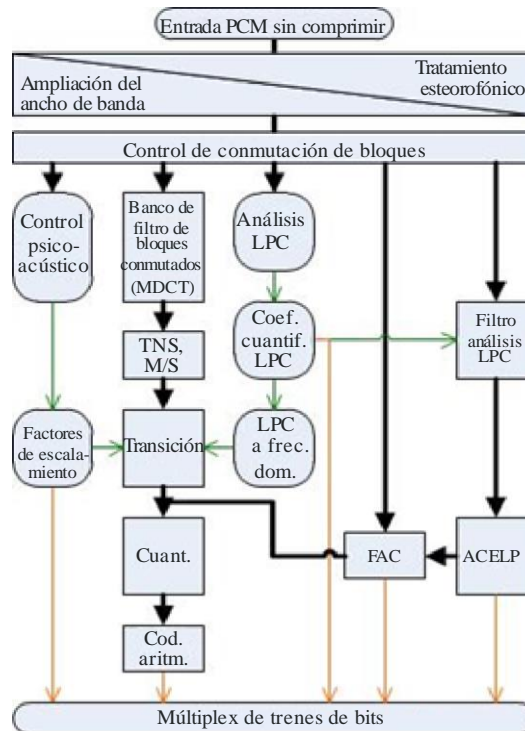 Entrada PCM sin comprimir
Ampliación del
ancho de banda
Tratamiento
esteorofónico
Control de conmutación de bloques
Control
psico-
acústico
Banco de
filtro de
bloques
conmutados
(MDCT)
Análisis
LPC
TNS,
M/S
Coef.
cuantif.
LPC
Filtro
análisis
LPC
Factores
de escala-
miento
Transición
LPC
a frec.
dom.
Cuant.
FAC
ACELP
Cod.
aritm.
Múltiplex de trenes de bits